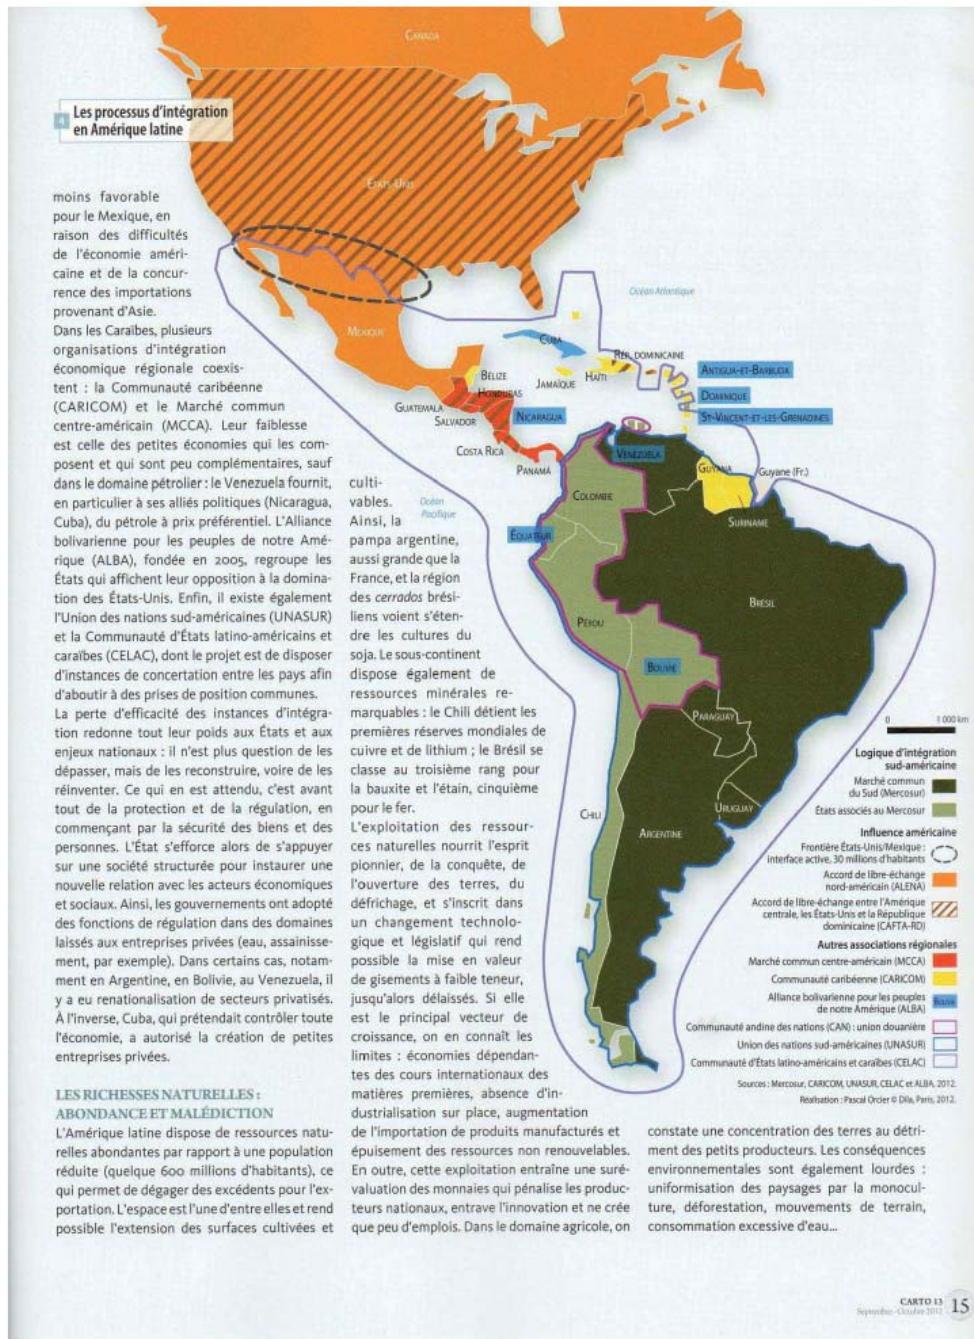 CANADA
4 Les processus d'intégration
en Amérique latine
ÉTATS-UNIS
moins favorable
pour le Mexique, en
raison des difficultés
de l'économie améri-
caine et de la concur-
rence des importations
provenant d'Asie.
Dans les Caraïbes, plusieurs
organisations d'intégration
économique régionale coexis-
tent : la Communauté caribéenne
(CARICOM) et le Marché commun
centre-américain (MCCA). Leur faiblesse
est celle des petites économies qui les com-
posent et qui sont peu complémentaires, sauf
dans le domaine pétrolier : le Venezuela fournit,
en particulier à ses alliés politiques (Nicaragua,
Cuba), du pétrole à prix préférentiel. L'Alliance
bolivarienne pour les peuples de notre Amé-
rique (ALBA), fondée en 2005, regroupe les
États qui affichent leur opposition à la domina-
tion des États-Unis. Enfin, il existe également
l'Union des nations sud-américaines (UNASUR)
et la Communauté d'États latino-américains et
caraïbes (CELAC), dont le projet est de disposer
d'instances de concertation entre les pays afin
d'aboutir à des prises de position communes.
La perte d'efficacité des instances d'intégra-
tion redonne tout leur poids aux États et aux
enjeux nationaux : il n'est plus question de les
dépasser, mais de les reconstruire, voire de les
réinventer. Ce qui en est attendu, c'est avant
tout de la protection et de la régulation, en
commençant par la sécurité des biens et des
personnes. L'État s'efforce alors de s'appuyer
sur une société structurée pour instaurer une
nouvelle relation avec les acteurs économiques
et sociaux. Ainsi, les gouvernements ont adopté
des fonctions de régulation dans des domaines
laissés aux entreprises privées (eau, assainisse-
ment, par exemple). Dans certains cas, notam-
ment en Argentine, en Bolivie, au Venezuela, il
y a eu renationalisation de secteurs privatisés.
À l'inverse, Cuba, qui prétendait contrôler toute
l'économie, a autorisé la création de petites
entreprises privées.
LES RICHESSES NATURELLES :
ABONDANCE ET MALÉDICTION
L'Amérique latine dispose de ressources natu-
relles abondantes par rapport à une population
réduite (quelque 600 millions d'habitants), ce
qui permet de dégager des excédents pour l'ex-
portation. L'espace est l'une d'entre elles et rend
possible l'extension des surfaces cultivées et
culti-
vables.
Ainsi, la
pampa argentine,
aussi grande que la
France, et la région
des cerrados brési-
liens voient s'éten-
dre les cultures du
soja. Le sous-continent
dispose également de
ressources minérales re-
marquables : le Chili détient les
premières réserves mondiales de
cuivre et de lithium ; le Brésil se
classe au troisième rang pour
la bauxite et l'étain, cinquième
pour le fer.
L'exploitation des ressour-
ces naturelles nourrit l'esprit
pionnier, de la conquête, de
l'ouverture des terres, du
défrichage, et s'inscrit dans
un changement technolo-
gique et législatif qui rend
possible la mise en valeur
de gisements à faible teneur,
jusqu'alors délaissés. Si elle
est le principal vecteur de
croissance, on en connaît les
limites : économies dépendan-
tes des cours internationaux des
matières premières, absence d'in-
dustrialisation sur place, augmentation
de l'importation de produits manufacturés et
épuisement des ressources non renouvelables.
En outre, cette exploitation entraîne une suré-
valuation des monnaies qui pénalise les produc-
teurs nationaux, entrave l'innovation et ne crée
que peu d'emplois. Dans le domaine agricole, on
constate une concentration des terres au détri-
ment des petits producteurs. Les conséquences
environnementales sont également lourdes :
uniformisation des paysages par la monocul-
ture, déforestation, mouvements de terrain,
consommation excessive d'eau...
Océan Atlantique
MEXIQUE
CUBA
RÉP. DOMINICAINE
ANTIGUA-ET-BARBUDA
BELIZE
JAMAÏQUE
HAÏTI
DOMINIQUE
HONDURAS
GUATEMALA
NICARAGUA
ST-VINCENT-ET-LES-GRENADINES
SALVADOR
COSTA RICA
VENEZUELA
PANAMÁ
GUYANA
Guyane (Fr.)
COLOMBIE
Océan
Pacifique
SURINAME
ÉQUATEUR
BRÉSIL
PÉROU
BOLIVIE
PARAGUAY
CHILI
URUGUAY
ARGENTINE
0 1 000 km
Logique d'intégration
sud-américaine
Marché commun
du Sud (Mercosur)
États associés au Mercosur
Influence américaine
Frontière États-Unis/Mexique :
interface active, 30 millions d'habitants
Accord de libre-échange
nord-américain (ALENA)
Accord de libre-échange entre l'Amérique
centrale, les États-Unis et la République
dominicaine (CAFTA-RD)
Autres associations régionales
Marché commun centre-américain (MCCA)
Communauté caribéenne (CARICOM)
Alliance bolivarienne pour les peuples
de notre Amérique (ALBA) BOLIVIE
Communauté andine des nations (CAN) : union douanière
Union des nations sud-américaines (UNASUR)
Communauté d'États latino-américains et caraïbes (CELAC)
Sources : Mercosur, CARICOM, UNASUR, CELAC et ALBA, 2012.
Réalisation : Pascal Orcier © Dila, Paris, 2012.
CARTO 13
Septembre - Octobre 2012
15